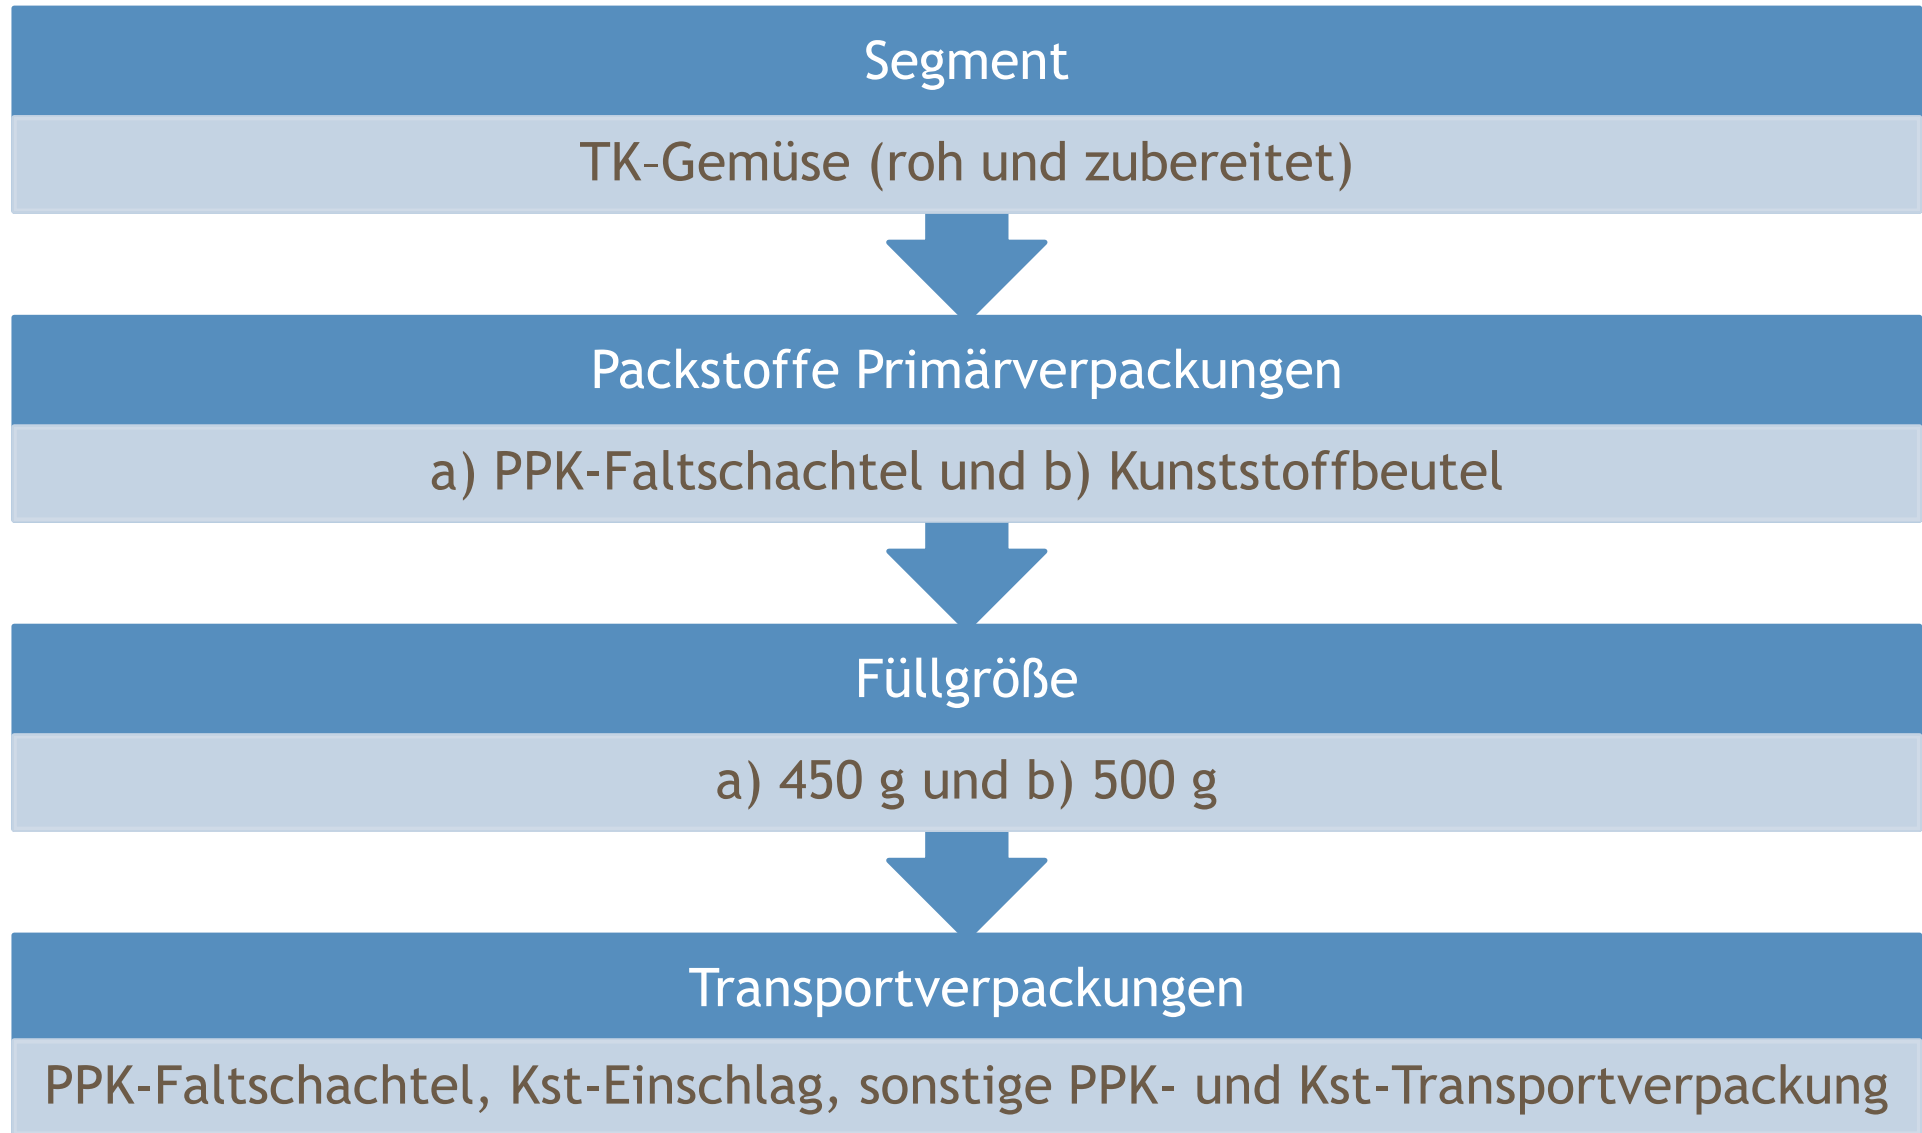 Segment
TK-Gemüse (roh und zubereitet)
Packstoffe Primärverpackungen
a) PPK-Faltschachtel und b) Kunststoffbeutel
Füllgröße
a) 450 g und b) 500 g
Transportverpackungen
PPK-Faltschachtel, Kst-Einschlag, sonstige PPK- und Kst-Transportverpackung